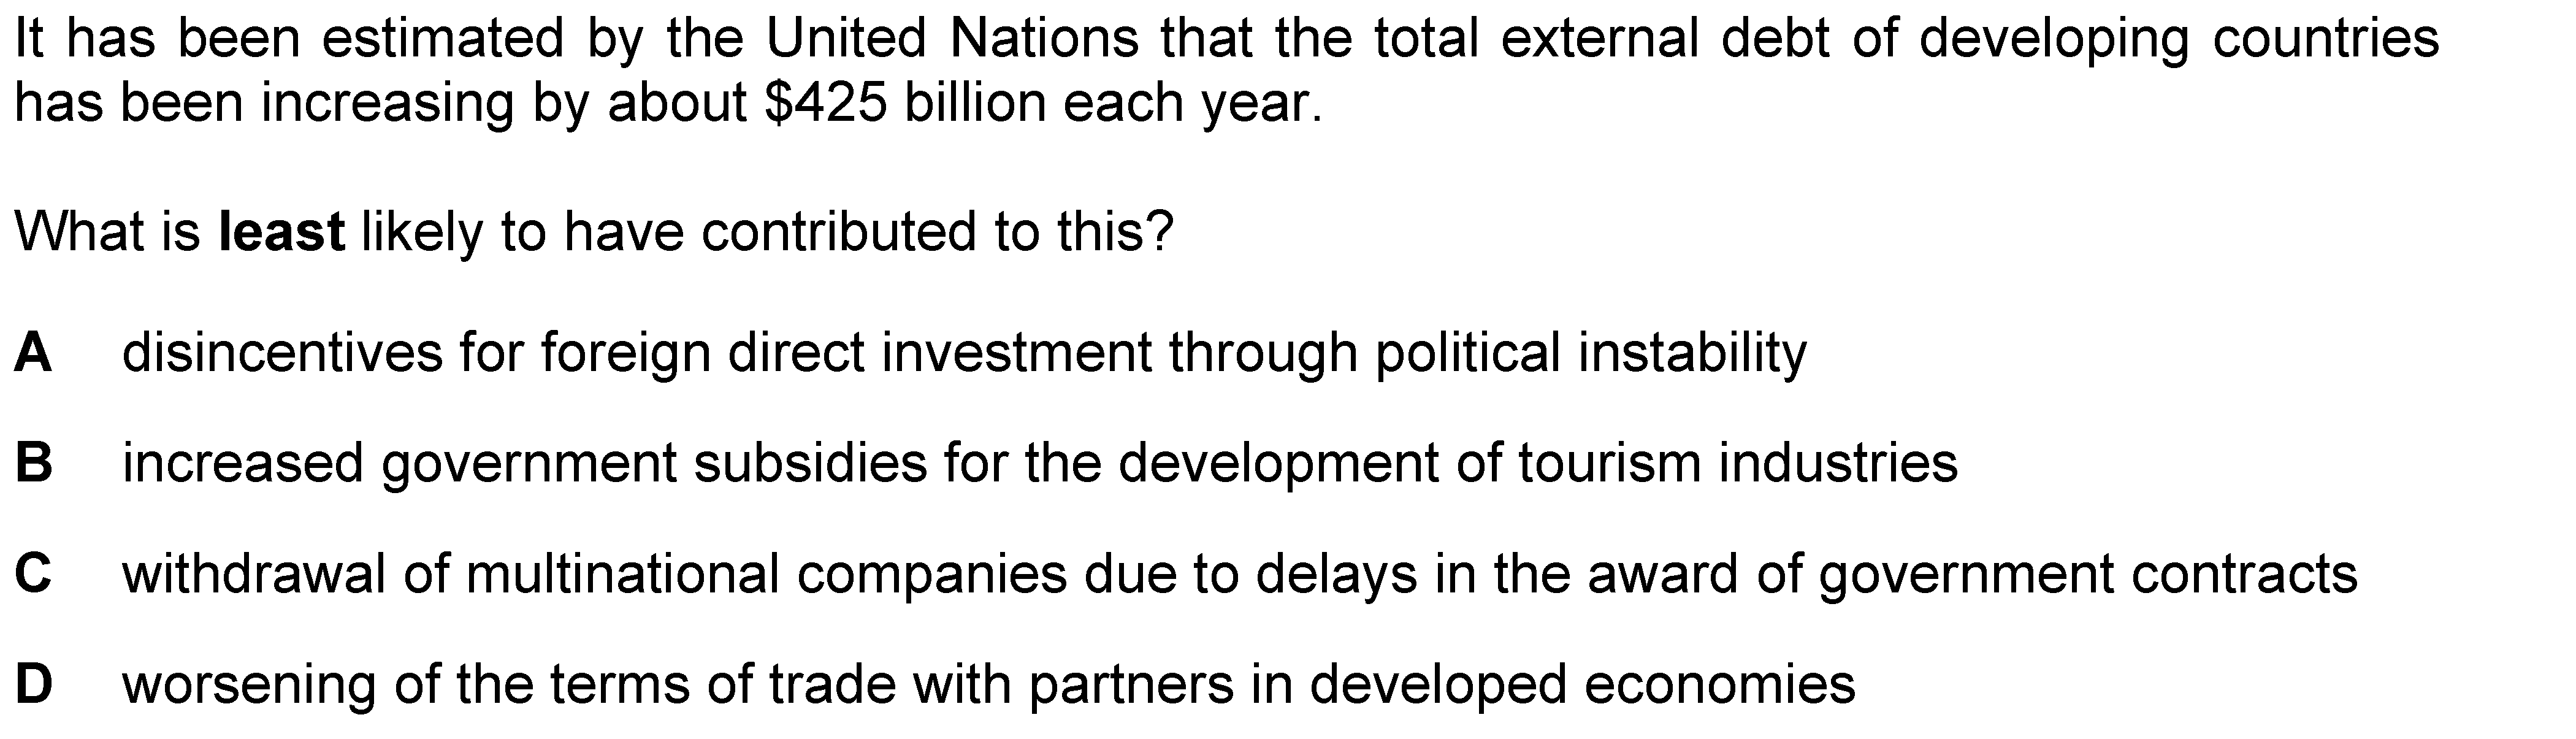 It has been estimated by the United Nations that the total external debt of developing countries
has been increasing by about $425 billion each year.
What is least likely to have contributed to this?
A disincentives for foreign direct investment through political instability
B increased government subsidies for the development of tourism industries
C withdrawal of multinational companies due to delays in the award of government contracts
D worsening of the terms of trade with partners in developed economies